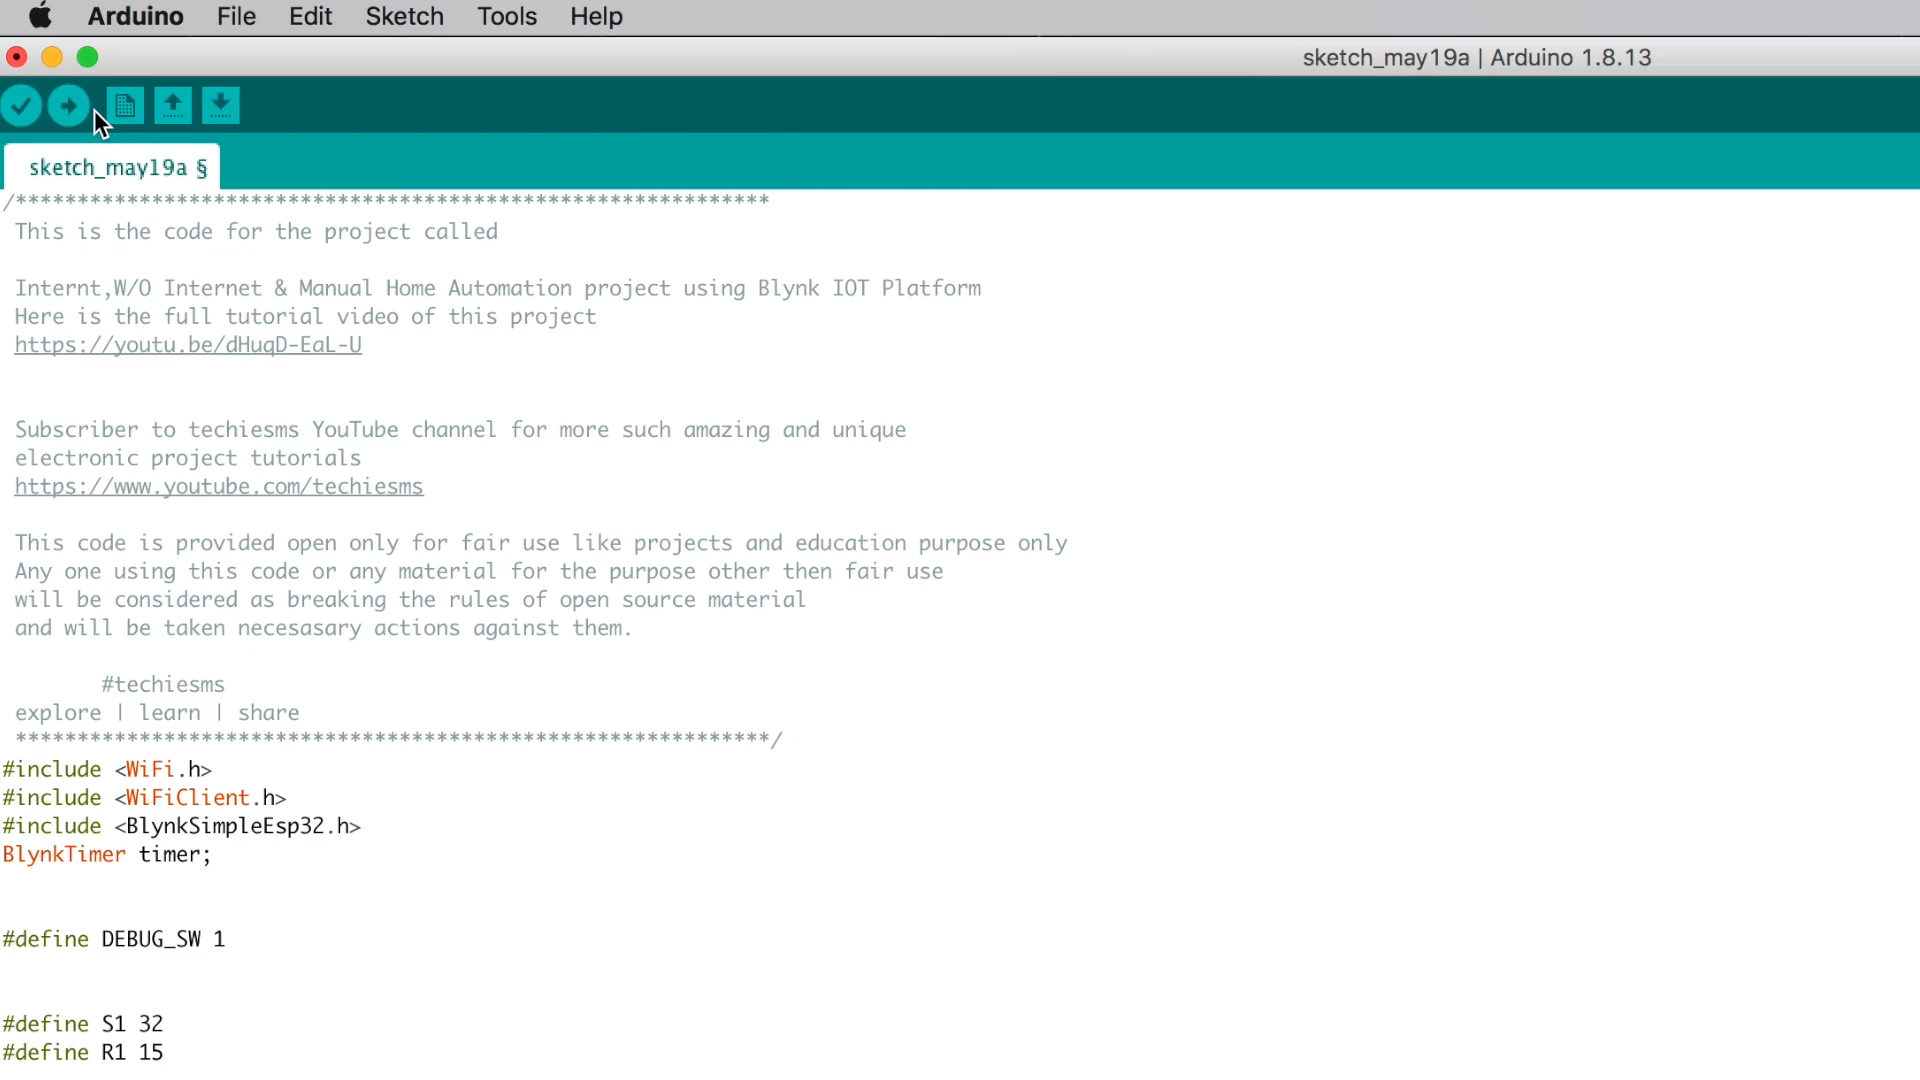 Arduino File Edit Sketch Tools Help
sketch_may19a | Arduino 1.8.13
sketch_may19a §
/*************************************************************
This is the code for the project called
Internt,W/O Internet & Manual Home Automation project using Blynk IOT Platform
Here is the full tutorial video of this project
https://youtu.be/dHuqD-EaL-U
Subscriber to techiesms YouTube channel for more such amazing and unique
electronic project tutorials
https://www.youtube.com/techiesms
This code is provided open only for fair use like projects and education purpose only
Any one using this code or any material for the purpose other then fair use
will be considered as breaking the rules of open source material
and will be taken necesasary actions against them.
#techiesms
explore | learn | share
*************************************************************/
#include <WiFi.h>
#include <WiFiClient.h>
#include <BlynkSimpleEsp32.h>
BlynkTimer timer;
#define DEBUG_SW 1
#define S1 32
#define R1 15